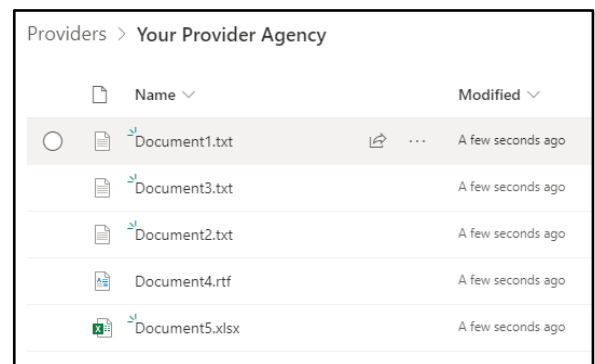 Providers > Your Provider Agency
Name Modified
Document1.txt ... A few seconds ago
Document3.txt A few seconds ago
Document2.txt A few seconds ago
Document4.rtf A few seconds ago
Document5.xlsx A few seconds ago